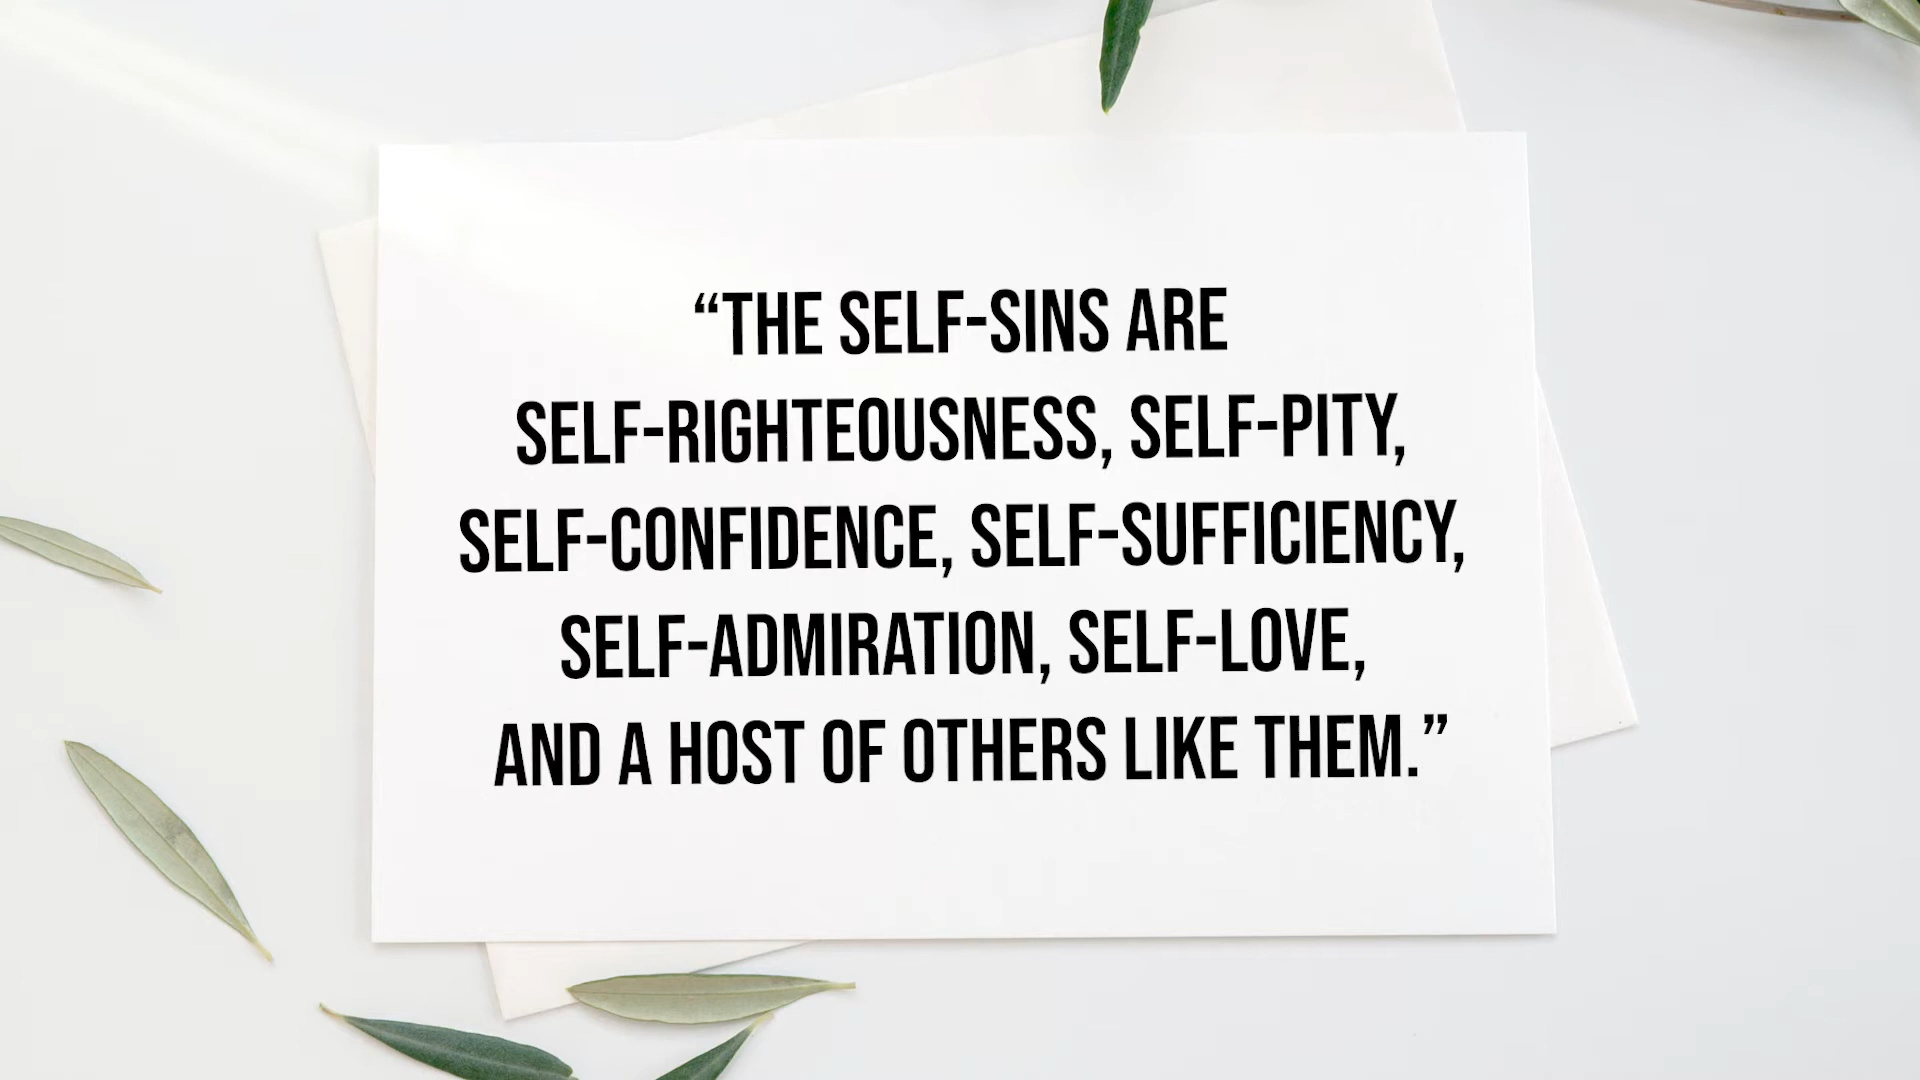 “THE SELF-SINS ARE
SELF-RIGHTEOUSNESS, SELF-PITY,
SELF-CONFIDENCE, SELF-SUFFICIENCY,
SELF-ADMIRATION, SELF-LOVE,
AND A HOST OF OTHERS LIKE THEM.”